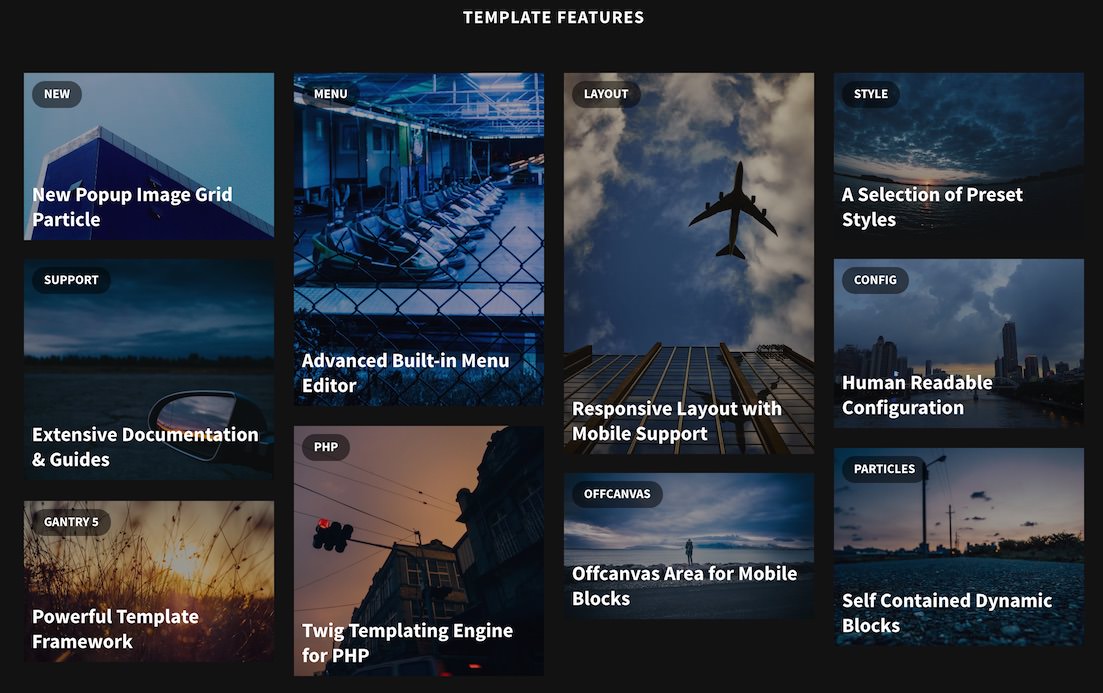 TEMPLATE FEATURES
NEW
New Popup Image Grid
Particle
SUPPORT
Extensive Documentation
& Guides
GANTRY 5
Powerful Template
Framework
MENU
Advanced Built-in Menu
Editor
PHP
Twig Templating Engine
for PHP
LAYOUT
Responsive Layout with
Mobile Support
OFFCANVAS
Offcanvas Area for Mobile
Blocks
STYLE
A Selection of Preset
Styles
CONFIG
Human Readable
Configuration
PARTICLES
Self Contained Dynamic
Blocks